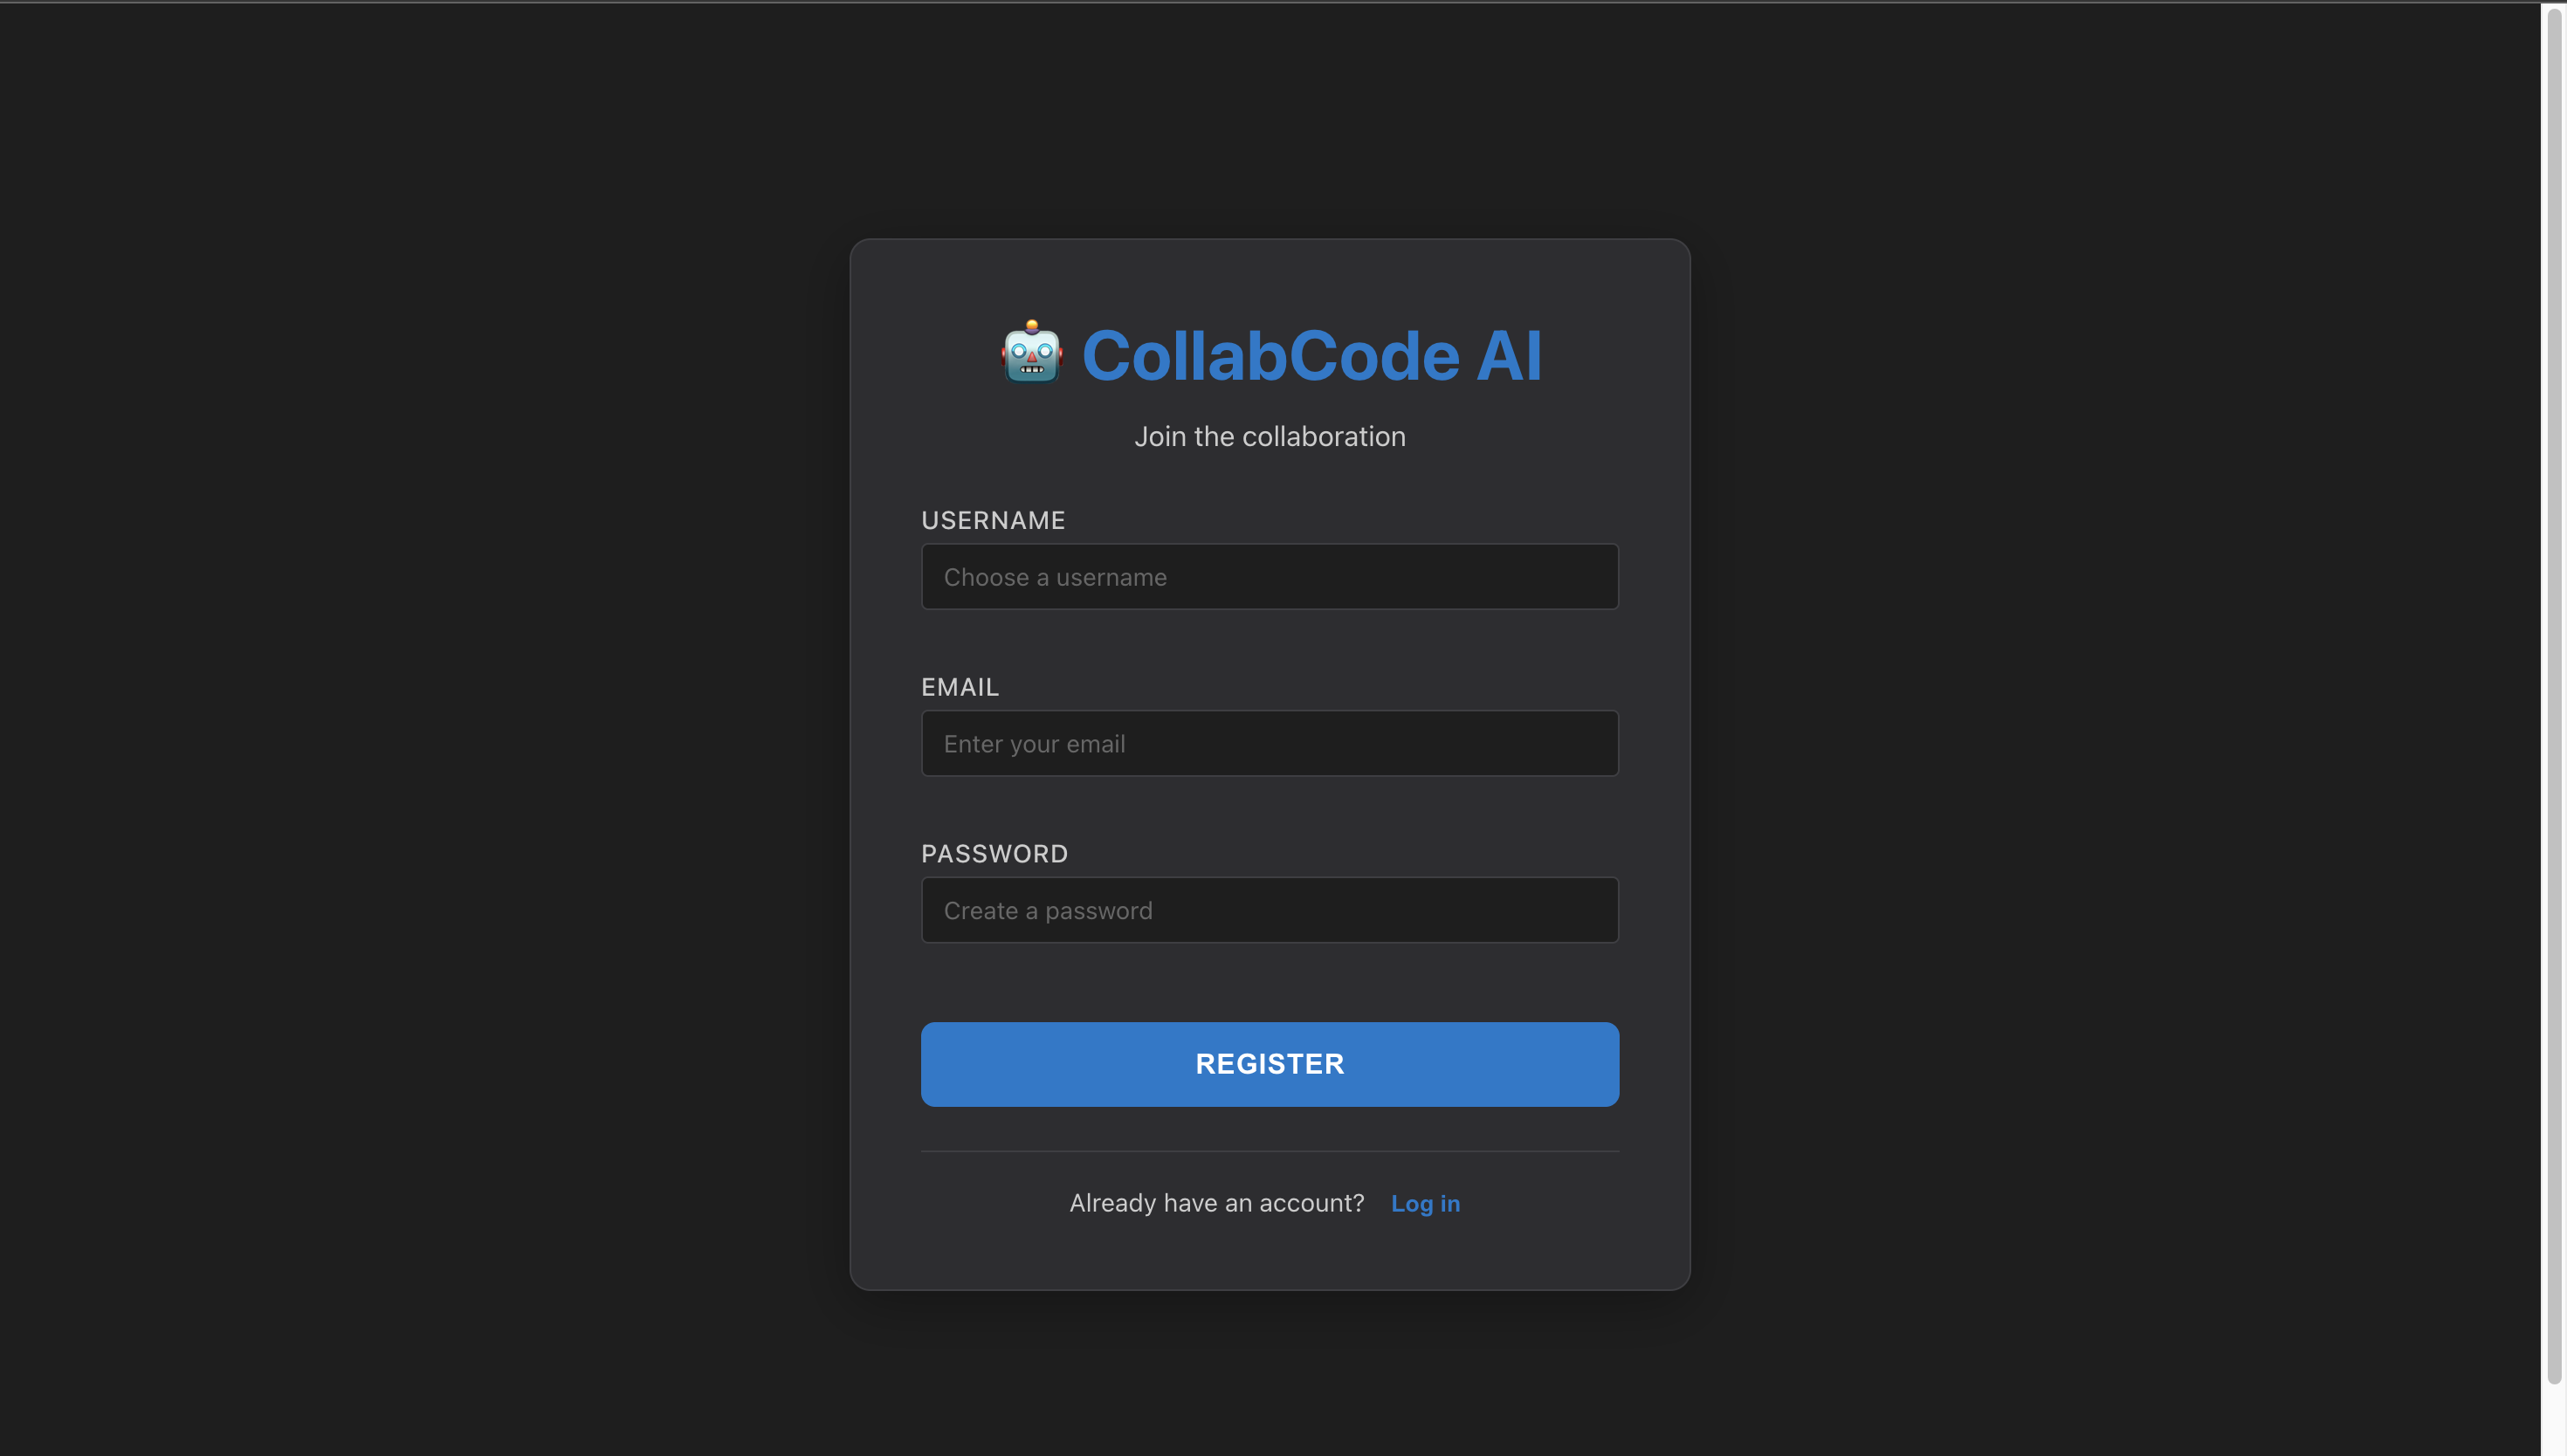 CollabCode AI
Join the collaboration
USERNAME
Choose a username
EMAIL
Enter your email
PASSWORD
Create a password
REGISTER
Already have an account? Log in